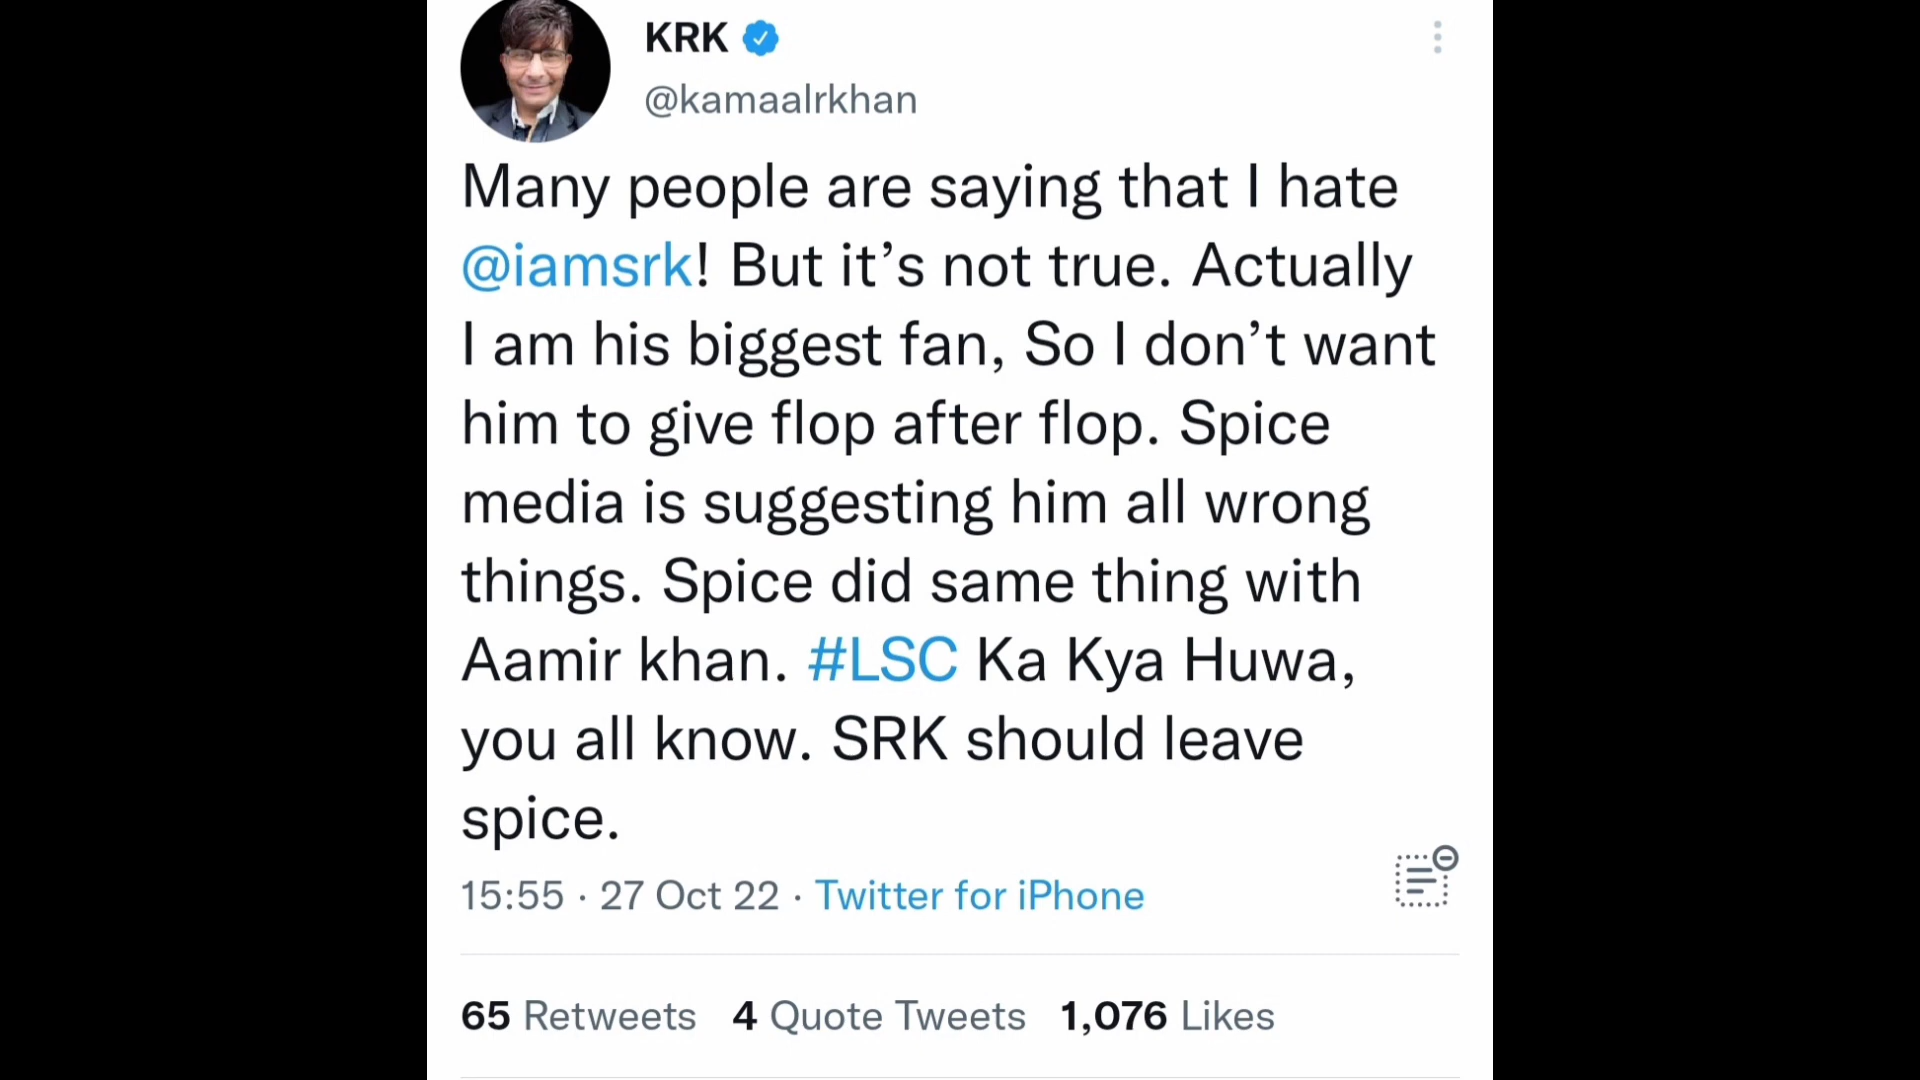 KRK
@kamaalrkhan
Many people are saying that I hate
@iamsrk! But it’s not true. Actually
I am his biggest fan, So I don’t want
him to give flop after flop. Spice
media is suggesting him all wrong
things. Spice did same thing with
Aamir khan. #LSC Ka Kya Huwa,
you all know. SRK should leave
spice.
15:55 · 27 Oct 22 · Twitter for iPhone
65 Retweets 4 Quote Tweets 1,076 Likes